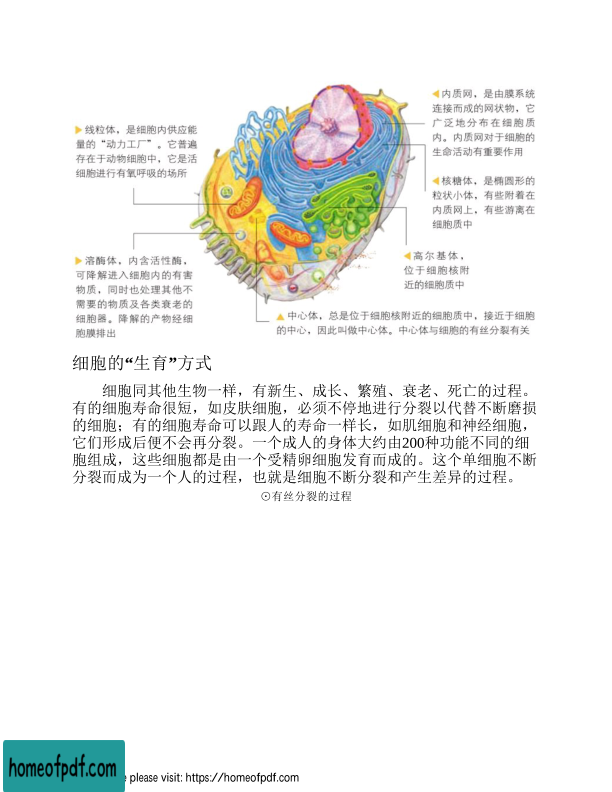 线粒体，是细胞内供应能
量的“动力工厂”。它普遍
存在于动物细胞中，它是活
细胞进行有氧呼吸的场所
溶酶体，内含活性酶，
可降解进入细胞内的有害
物质，同时也处理其他不
需要的物质及各类衰老的
细胞器。降解的产物经细
胞膜排出
内质网，是由膜系统
连接而成的网状物，它
广泛地分布在细胞质
内。内质网对于细胞的
生命活动有重要作用
核糖体，是椭圆形的
粒状小体，有些附着在
内质网上，有些游离在
细胞质中
高尔基体，
位于细胞核附
近的细胞质中
中心体，总是位于细胞核附近的细胞质中，接近于细胞
的中心，因此叫做中心体。中心体与细胞的有丝分裂有关
细胞的“生育”方式
细胞同其他生物一样，有新生、成长、繁殖、衰老、死亡的过程。
有的细胞寿命很短，如皮肤细胞，必须不停地进行分裂以代替不断磨损
的细胞；有的细胞寿命可以跟人的寿命一样长，如肌细胞和神经细胞，
它们形成后便不会再分裂。一个成人的身体大约由200种功能不同的细
胞组成，这些细胞都是由一个受精卵细胞发育而成的。这个单细胞不断
分裂而成为一个人的过程，也就是细胞不断分裂和产生差异的过程。
⊙有丝分裂的过程
homeofpdf.com
please visit: https://homeofpdf.com